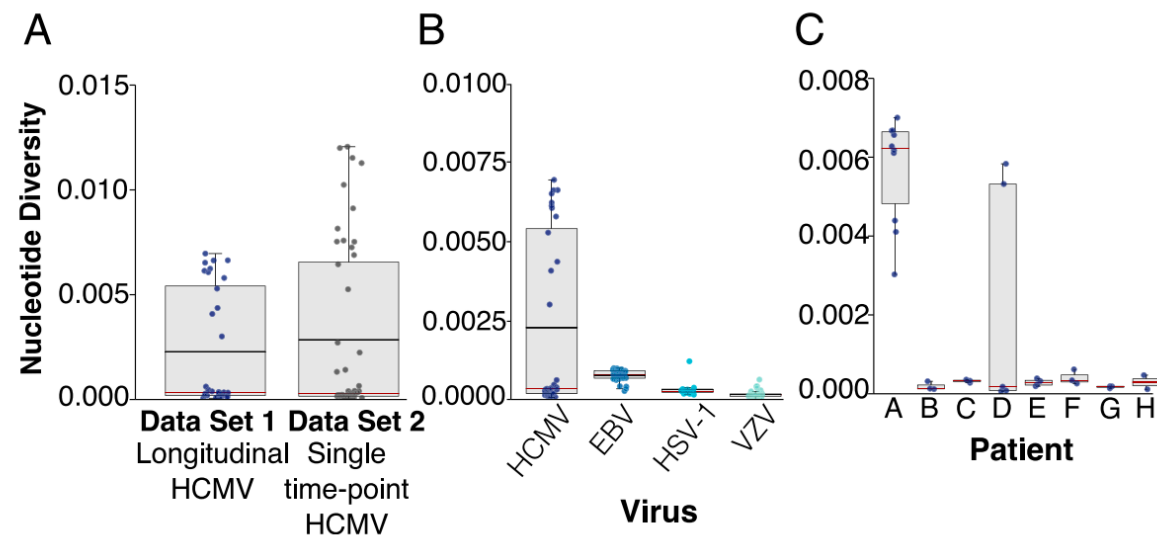 A
B
C
Nucleotide Diversity
0.015
0.010
0.005
0.000
Data Set 1
Longitudinal
HCMV
Data Set 2
Single
time-point
HCMV
0.0100
0.0075
0.0050
0.0025
0.0000
HCMV
EBV
HSV-1
VZV
Virus
0.008
0.006
0.004
0.002
0.000
A B C D E F G H
Patient